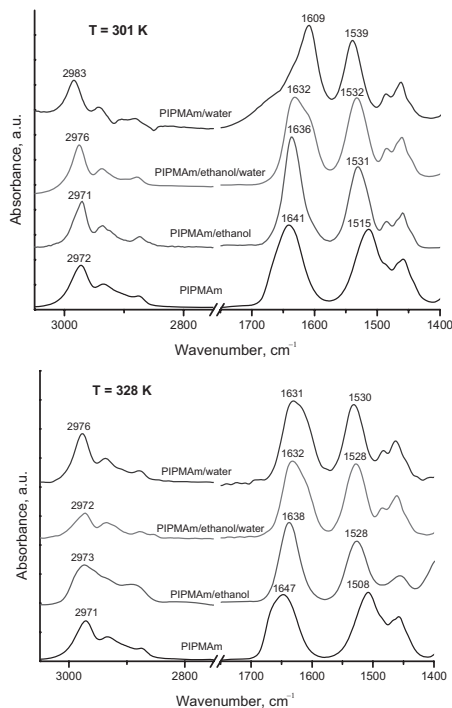 T = 301 K
1609
1539
2983
PIPMAm/water
1632
1532
2976
PIPMAm/ethanol/water
1636
1531
2971
PIPMAm/ethanol
1641
1515
2972
PIPMAm
Absorbance, a.u.
3000 2800 1700 1600 1500 1400
Wavenumber, cm⁻¹
T = 328 K
1631
1530
2976
PIPMAm/water
1632
1528
2972
PIPMAm/ethanol/water
1638
1528
2973
PIPMAm/ethanol
1647
1508
2971
PIPMAm
Absorbance, a.u.
3000 2800 1700 1600 1500 1400
Wavenumber, cm⁻¹